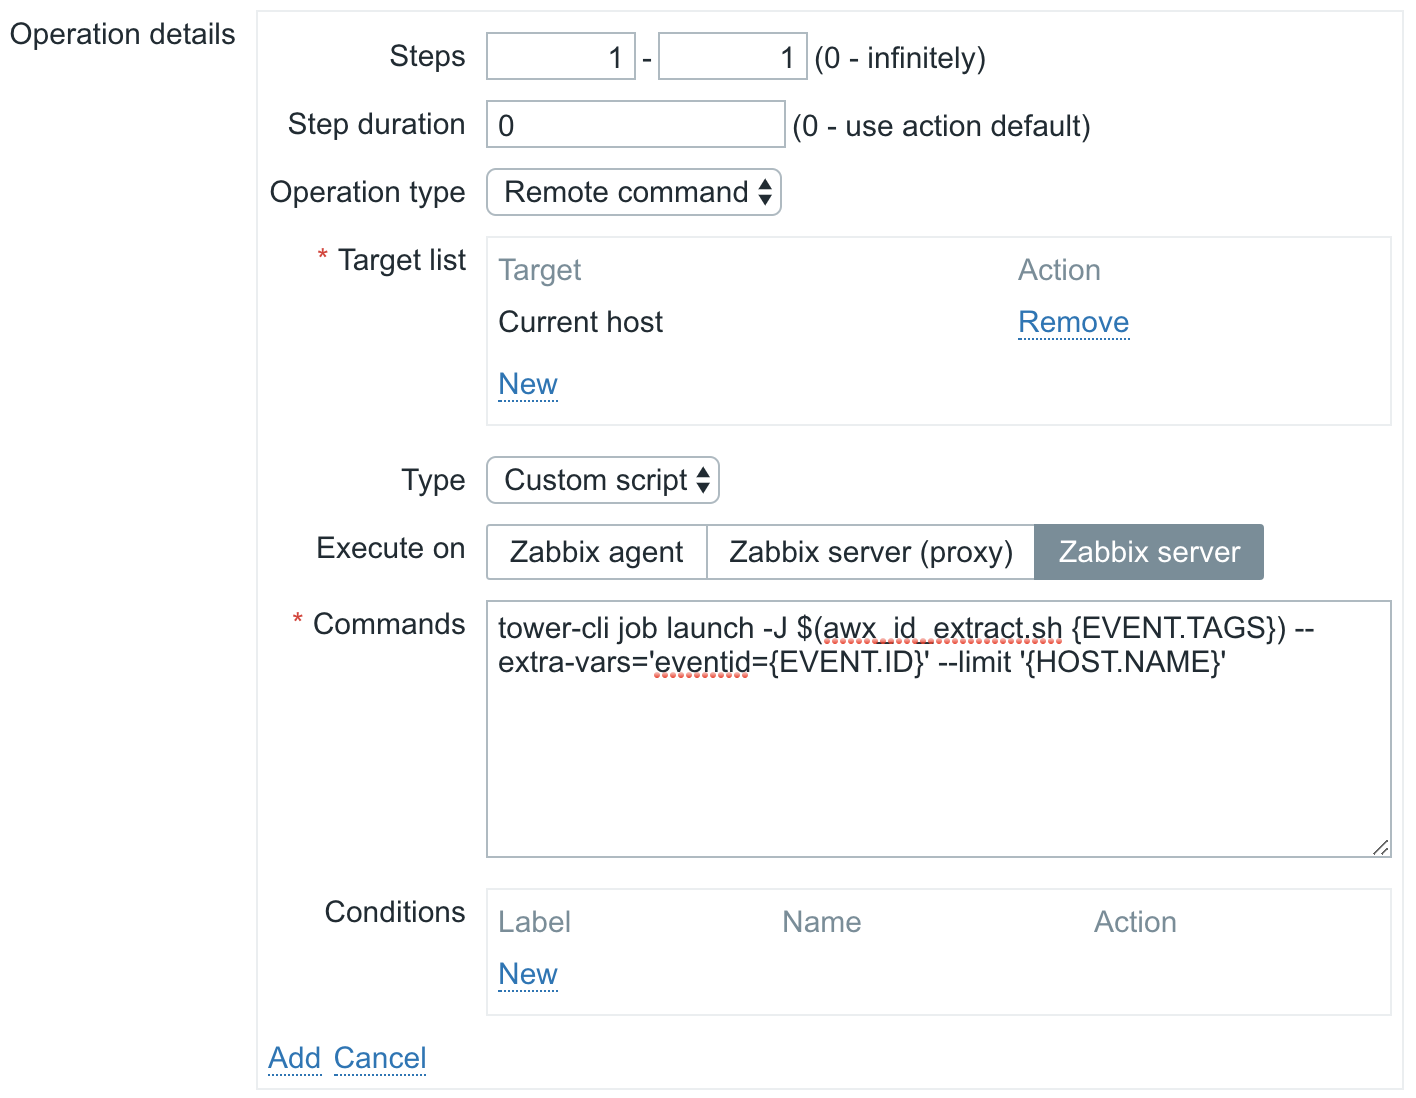 Operation details
Steps 1 - 1 (0 - infinitely)
Step duration 0 (0 - use action default)
Operation type Remote command
* Target list Target Action
Current host Remove
New
Type Custom script
Execute on Zabbix agent Zabbix server (proxy) Zabbix server
* Commands tower-cli job launch -J $(awx_id_extract.sh {EVENT.TAGS}) --
extra-vars='eventid={EVENT.ID}' --limit '{HOST.NAME}'
Conditions Label Name Action
New
Add Cancel